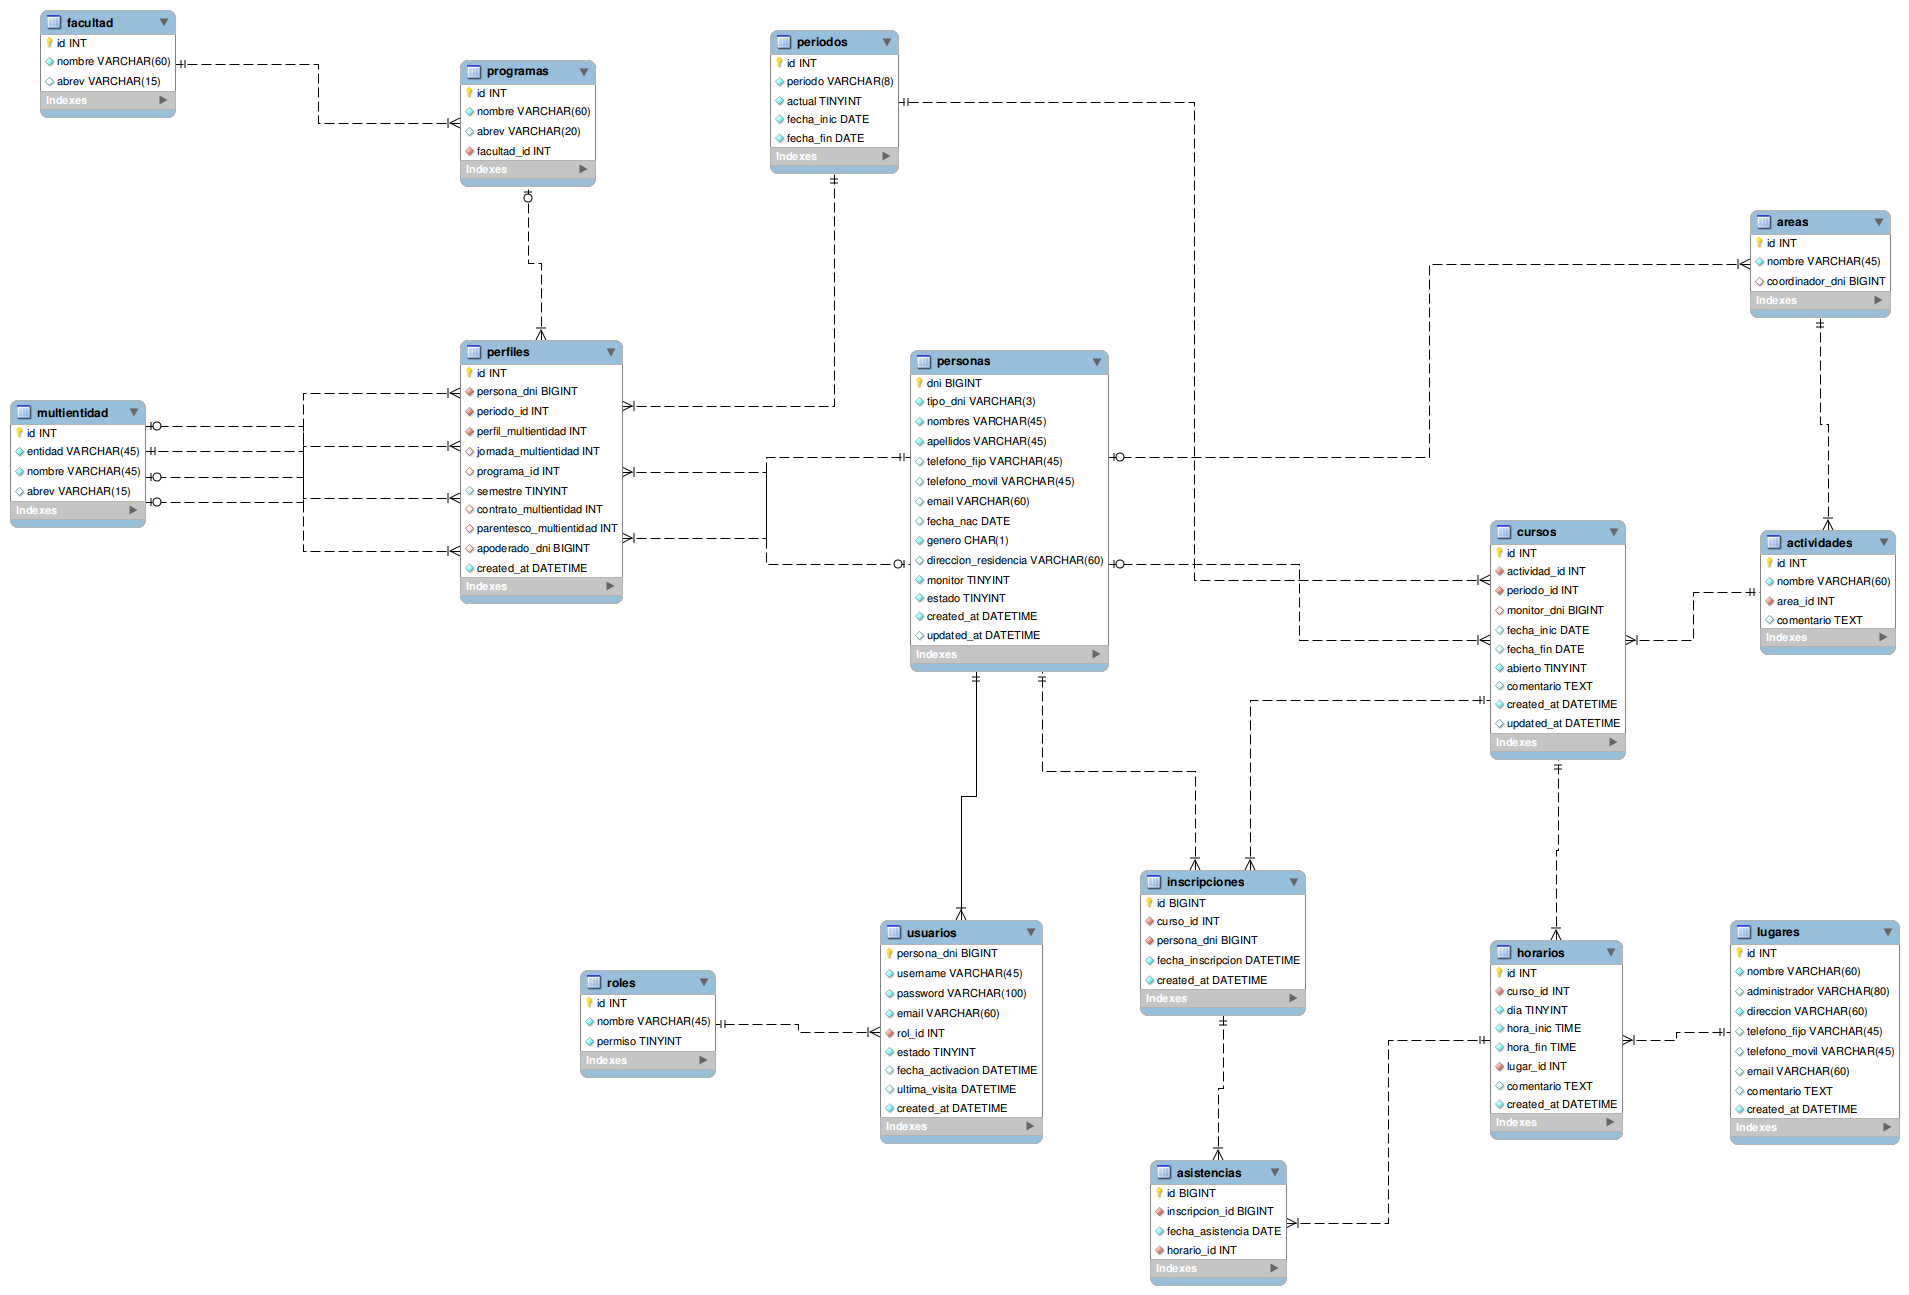 facultad
id INT
nombre VARCHAR(60)
abrev VARCHAR(15)
Indexes
programas
id INT
nombre VARCHAR(60)
abrev VARCHAR(20)
facultad_id INT
Indexes
periodos
id INT
periodo VARCHAR(8)
actual TINYINT
fecha_inic DATE
fecha_fin DATE
Indexes
areas
id INT
nombre VARCHAR(45)
coordinador_dni BIGINT
Indexes
multientidad
id INT
entidad VARCHAR(45)
nombre VARCHAR(45)
abrev VARCHAR(15)
Indexes
perfiles
id INT
persona_dni BIGINT
periodo_id INT
perfil_multientidad INT
jornada_multientidad INT
programa_id INT
semestre TINYINT
contrato_multientidad INT
parentesco_multientidad INT
apoderado_dni BIGINT
created_at DATETIME
Indexes
personas
dni BIGINT
tipo_dni VARCHAR(3)
nombres VARCHAR(45)
apellidos VARCHAR(45)
telefono_fijo VARCHAR(45)
telefono_movil VARCHAR(45)
email VARCHAR(60)
fecha_nac DATE
genero CHAR(1)
direccion_residencia VARCHAR(60)
monitor TINYINT
estado TINYINT
created_at DATETIME
updated_at DATETIME
Indexes
cursos
id INT
actividad_id INT
periodo_id INT
monitor_dni BIGINT
fecha_inic DATE
fecha_fin DATE
abierto TINYINT
comentario TEXT
created_at DATETIME
updated_at DATETIME
Indexes
actividades
id INT
nombre VARCHAR(60)
area_id INT
comentario TEXT
Indexes
roles
id INT
nombre VARCHAR(45)
permiso TINYINT
Indexes
usuarios
persona_dni BIGINT
username VARCHAR(45)
password VARCHAR(100)
email VARCHAR(60)
rol_id INT
estado TINYINT
fecha_activacion DATETIME
ultima_visita DATETIME
created_at DATETIME
Indexes
inscripciones
id BIGINT
curso_id INT
persona_dni BIGINT
fecha_inscripcion DATETIME
created_at DATETIME
Indexes
horarios
id INT
curso_id INT
dia TINYINT
hora_inic TIME
hora_fin TIME
lugar_id INT
comentario TEXT
created_at DATETIME
Indexes
lugares
id INT
nombre VARCHAR(60)
administrador VARCHAR(80)
direccion VARCHAR(60)
telefono_fijo VARCHAR(45)
telefono_movil VARCHAR(45)
email VARCHAR(60)
comentario TEXT
created_at DATETIME
Indexes
asistencias
id BIGINT
inscripcion_id BIGINT
fecha_asistencia DATE
horario_id INT
Indexes